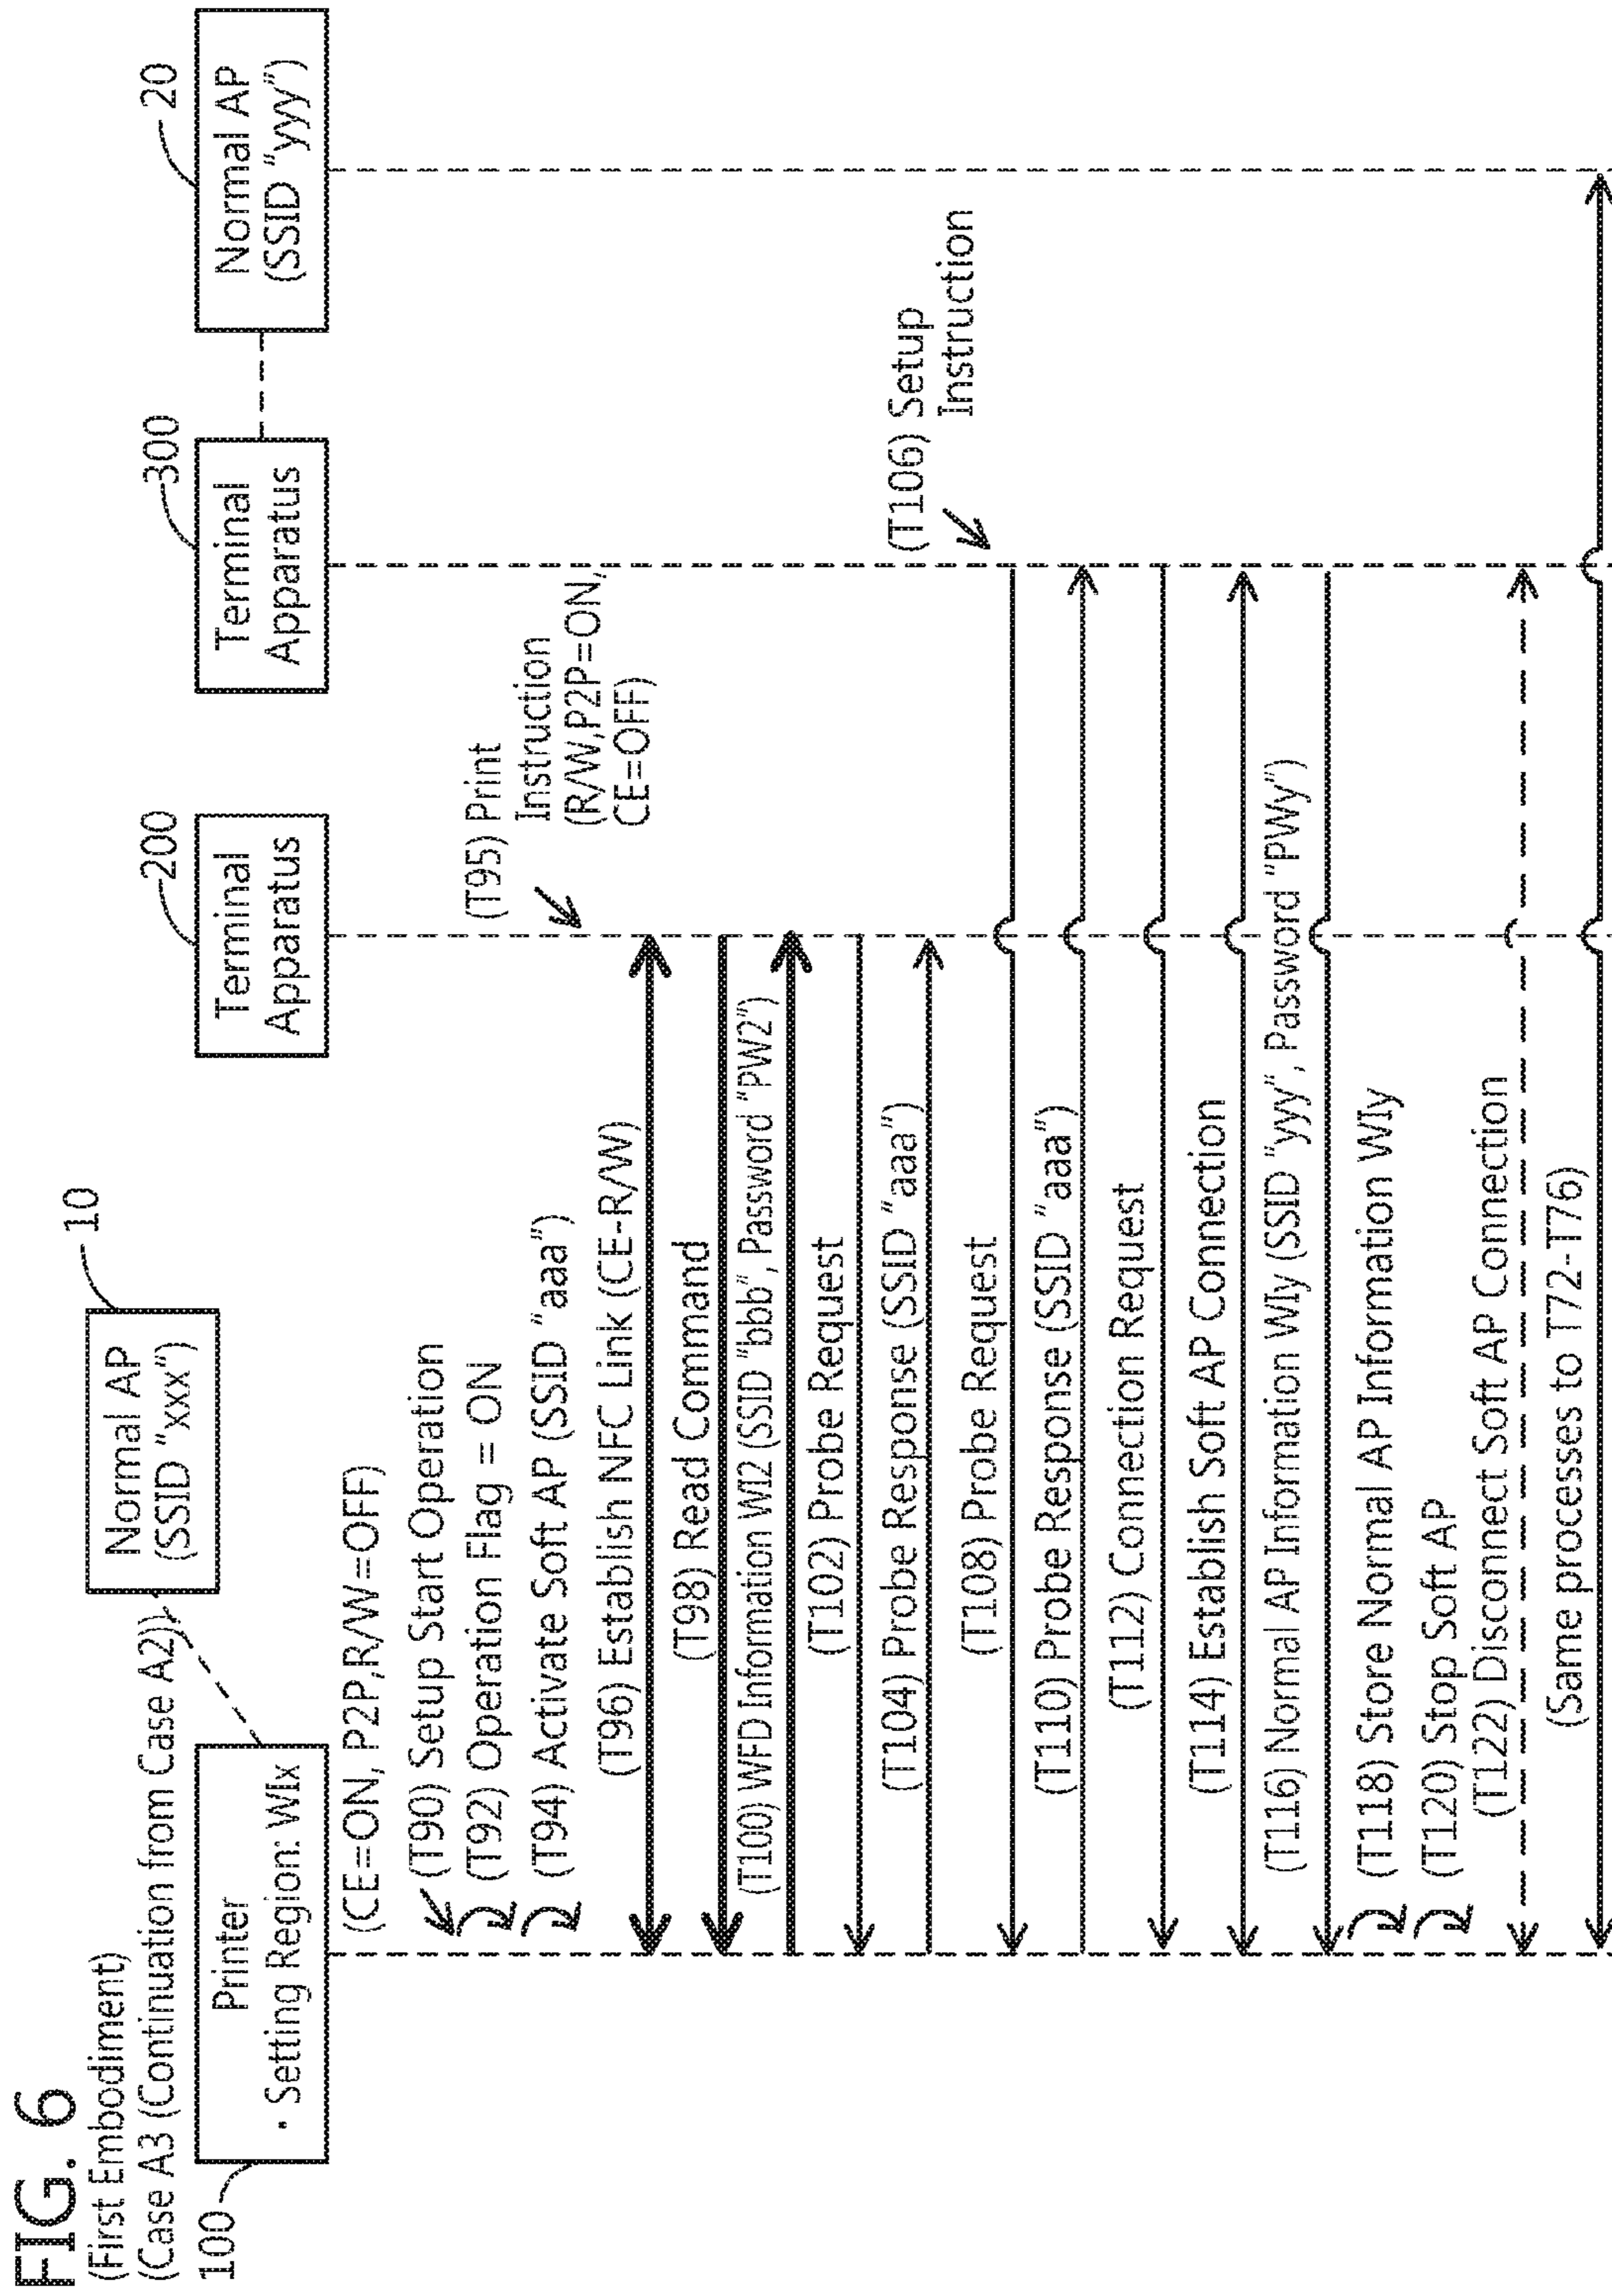 FIG. 6
(First Embodiment)
(Case A3 (Continuation from Case A2))
100
Printer
· Setting Region: WIx
10
Normal AP
(SSID "xxx")
200
Terminal
Apparatus
300
Terminal
Apparatus
20
Normal AP
(SSID "yyy")
(CE=ON, P2P,R/W=OFF)
(T90) Setup Start Operation
(T92) Operation Flag = ON
(T94) Activate Soft AP (SSID "aaa")
(T95) Print
Instruction
(R/W,P2P=ON,
CE=OFF)
(T96) Establish NFC Link (CE-R/W)
(T98) Read Command
(T100) WFD Information WI2 (SSID "bbb", Password "PW2")
(T102) Probe Request
(T104) Probe Response (SSID "aaa")
(T106) Setup
Instruction
(T108) Probe Request
(T110) Probe Response (SSID "aaa")
(T112) Connection Request
(T114) Establish Soft AP Connection
(T116) Normal AP Information WIy (SSID "yyy", Password "PWy")
(T118) Store Normal AP Information WIy
(T120) Stop Soft AP
(T122) Disconnect Soft AP Connection
(Same processes to T72-T76)